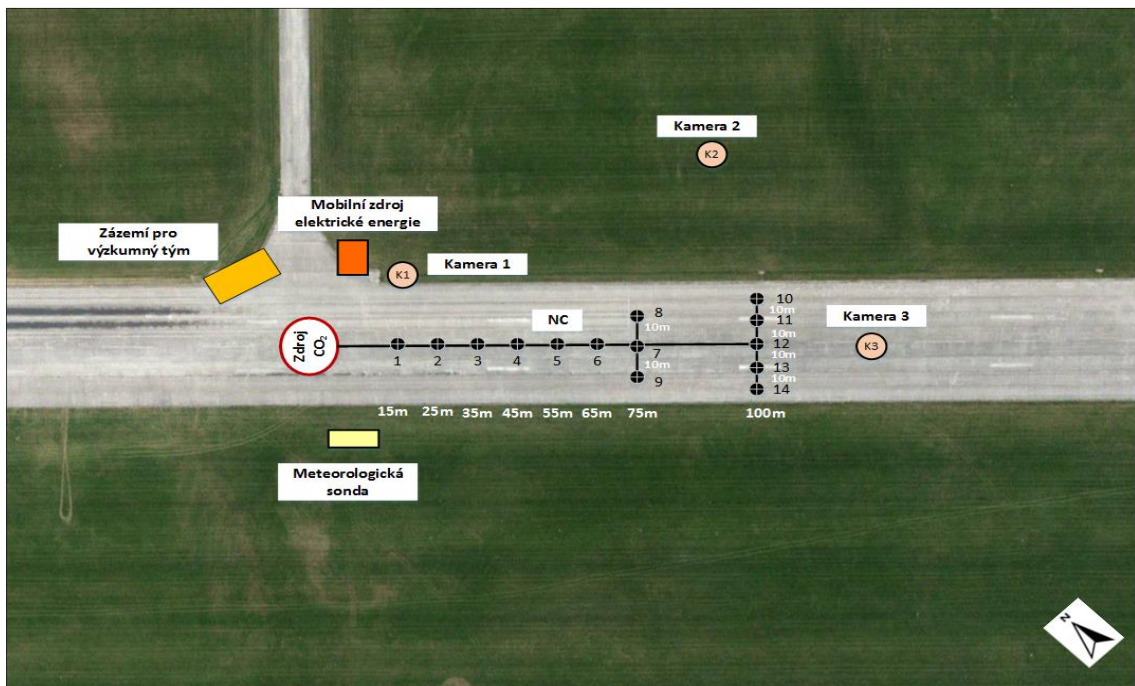 Kamera 2
K2
Mobilní zdroj
elektrické energie
Zázemí pro
výzkumný tým
K1
Kamera 1
Zdroj
CO₂
NC
1
2
3
4
5
6
7
8
9
10m
10m
10
11
12
13
14
10m
10m
10m
10m
Kamera 3
K3
15m
25m
35m
45m
55m
65m
75m
100m
Meteorologická
sonda
N